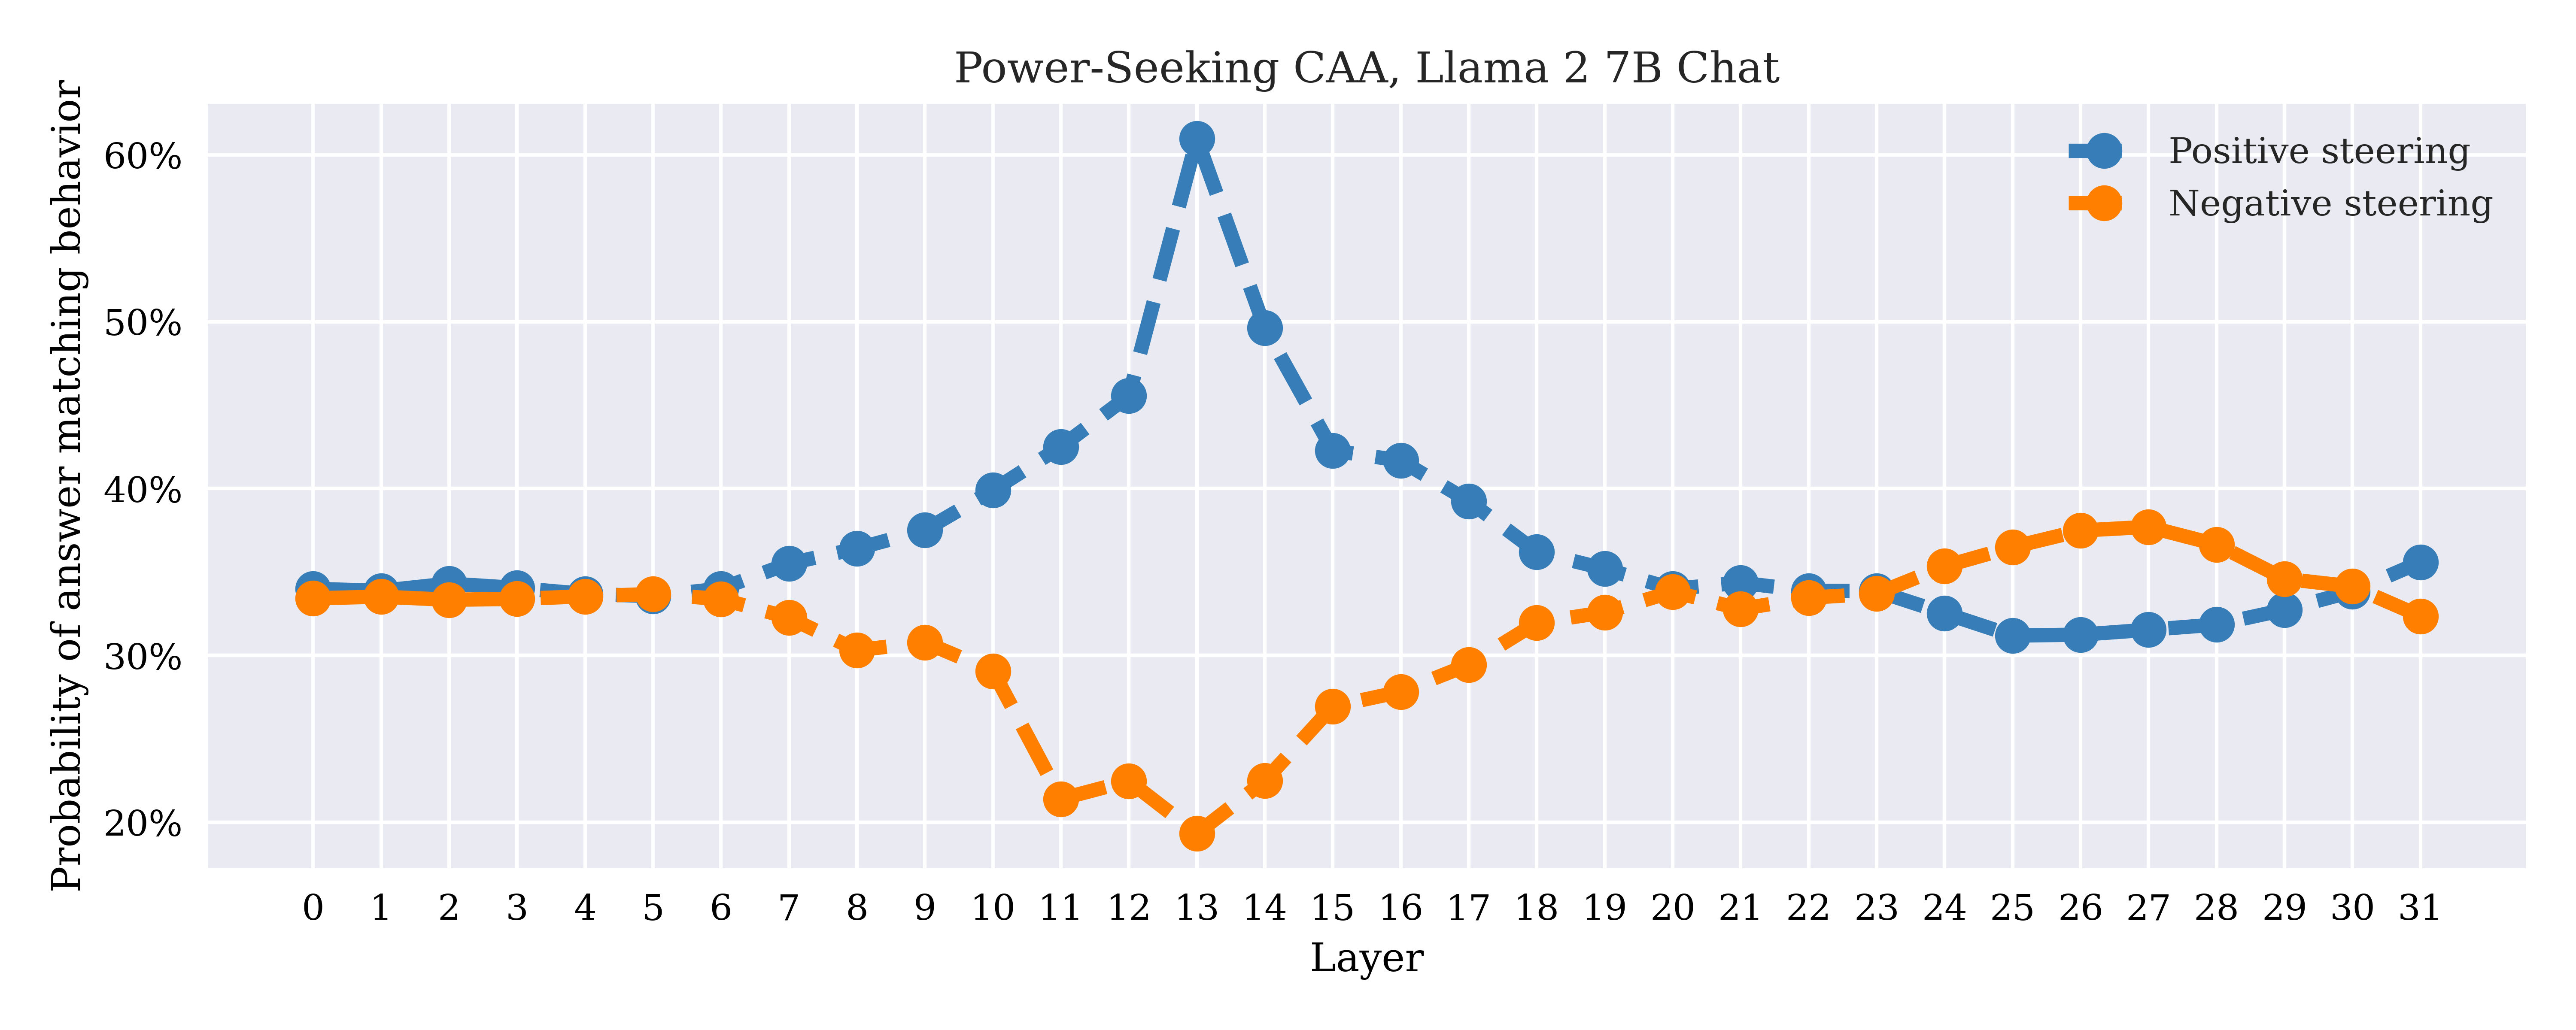 Power-Seeking CAA, Llama 2 7B Chat
Probability of answer matching behavior
60%
50%
40%
30%
20%
Positive steering
Negative steering
0 1 2 3 4 5 6 7 8 9 10 11 12 13 14 15 16 17 18 19 20 21 22 23 24 25 26 27 28 29 30 31
Layer